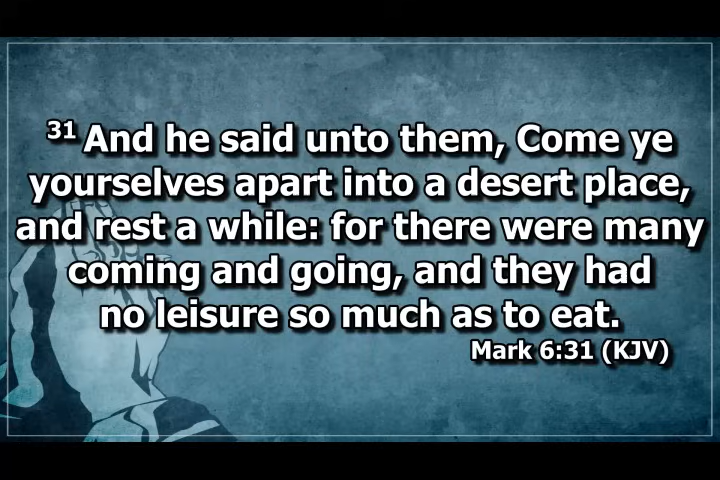 31 And he said unto them, Come ye
yourselves apart into a desert place,
and rest a while: for there were many
coming and going, and they had
no leisure so much as to eat.
Mark 6:31 (KJV)